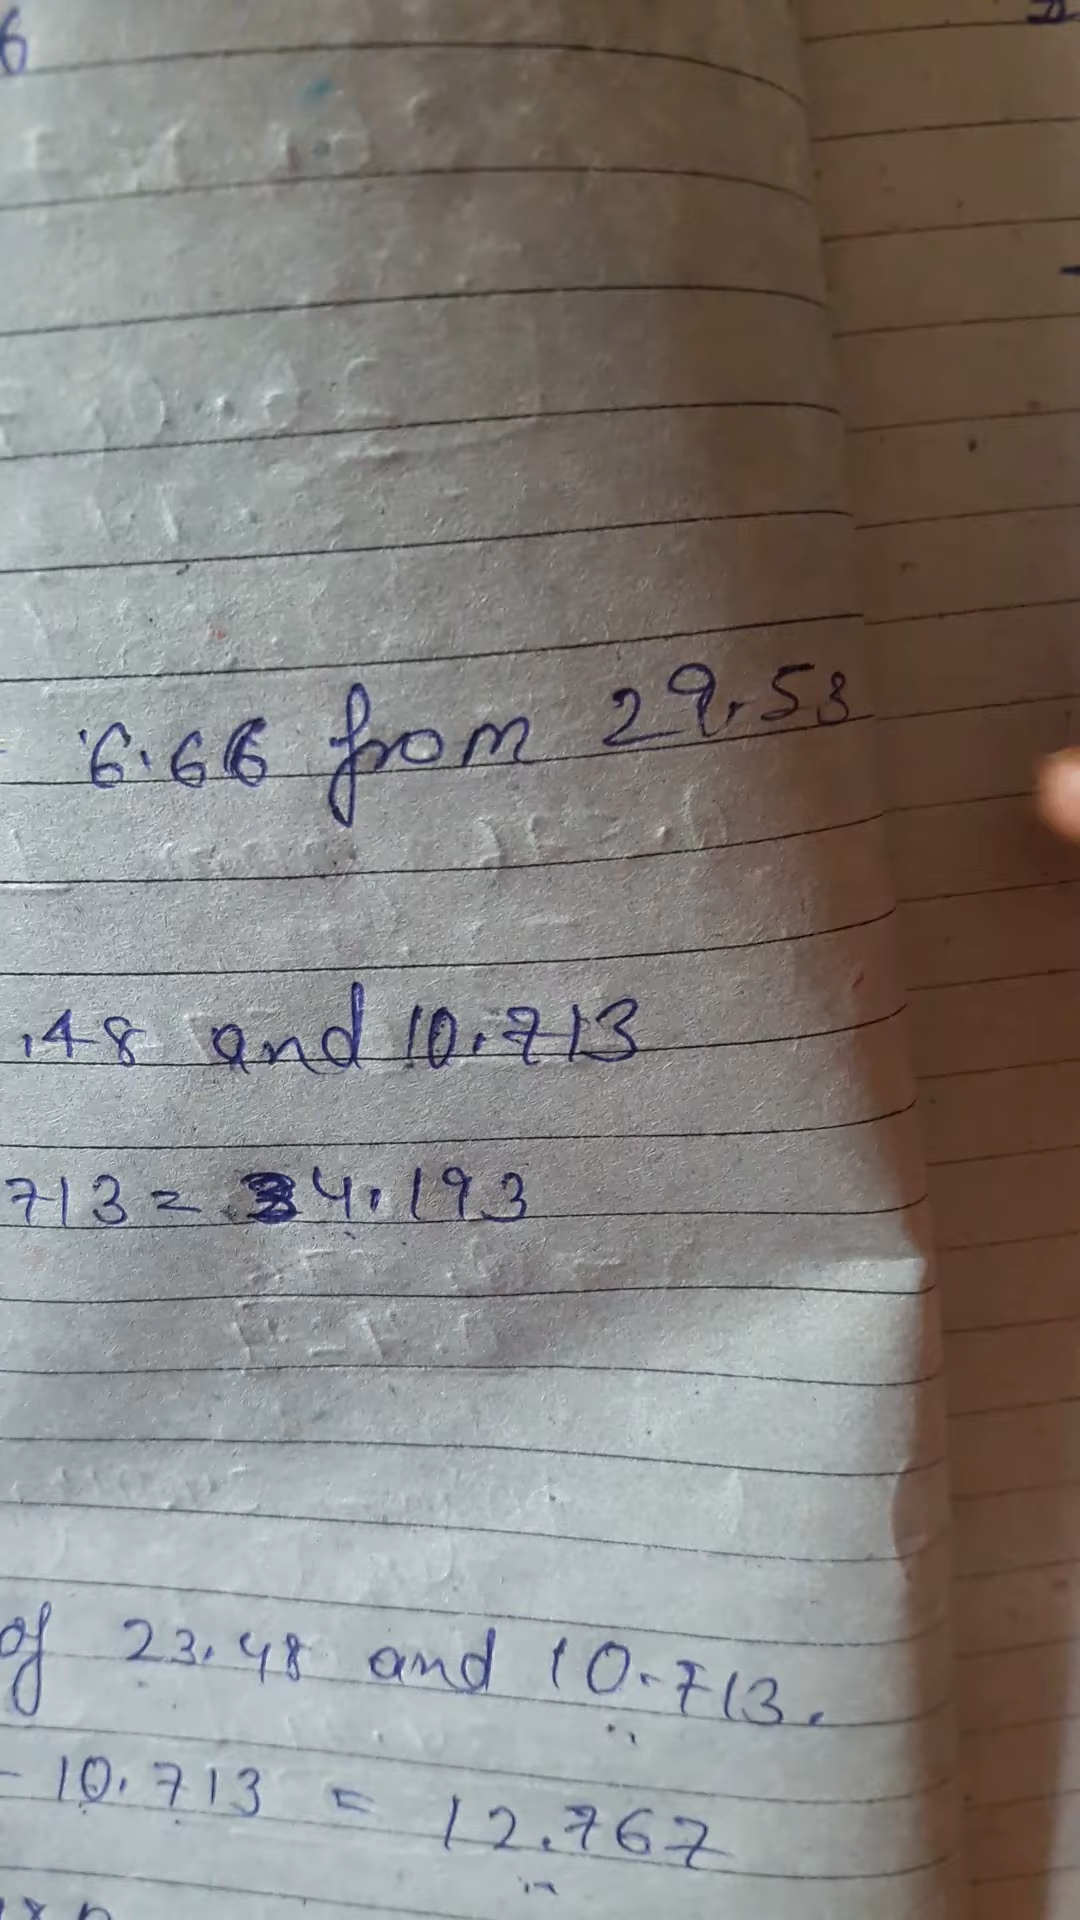 6
6.66 from 29.53
.48 and 10.713
713 = 34.193
of 23.48 and 10.713.
- 10.713 = 12.767